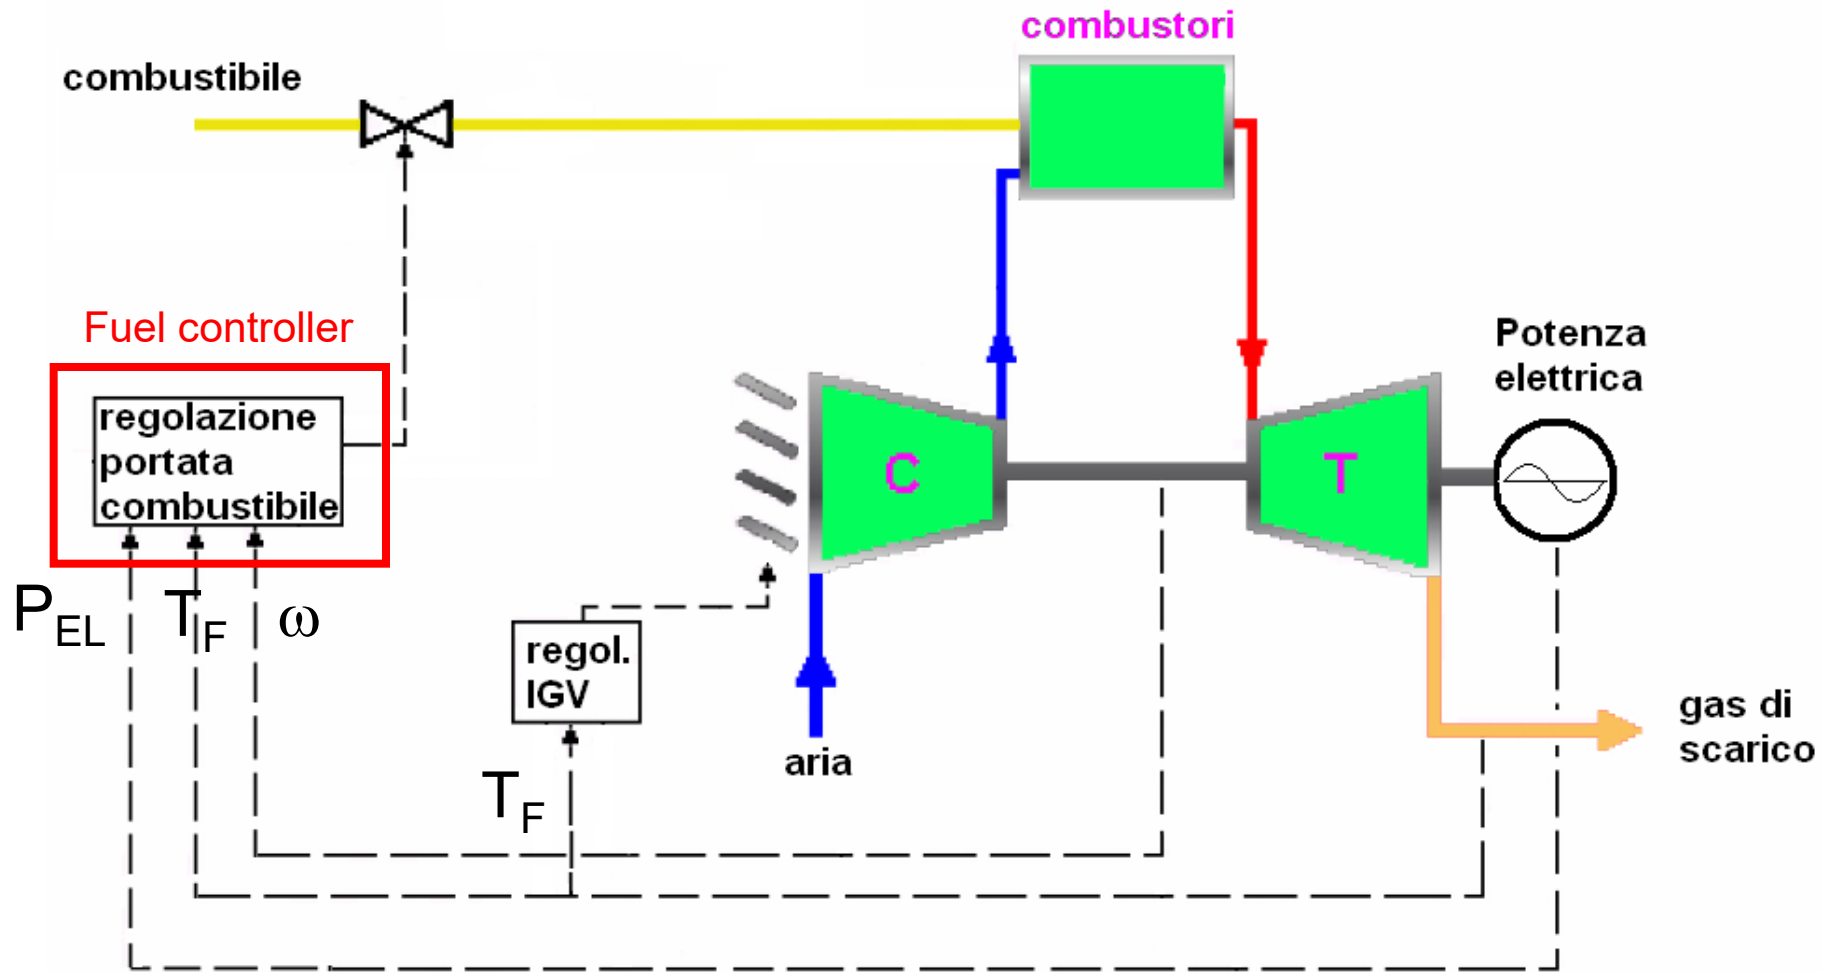 combustori
combustibile
Fuel controller
Potenza
elettrica
regolazione
portata
combustibile
C
T
P_EL
T_F
ω
regol.
IGV
gas di
scarico
aria
T_F